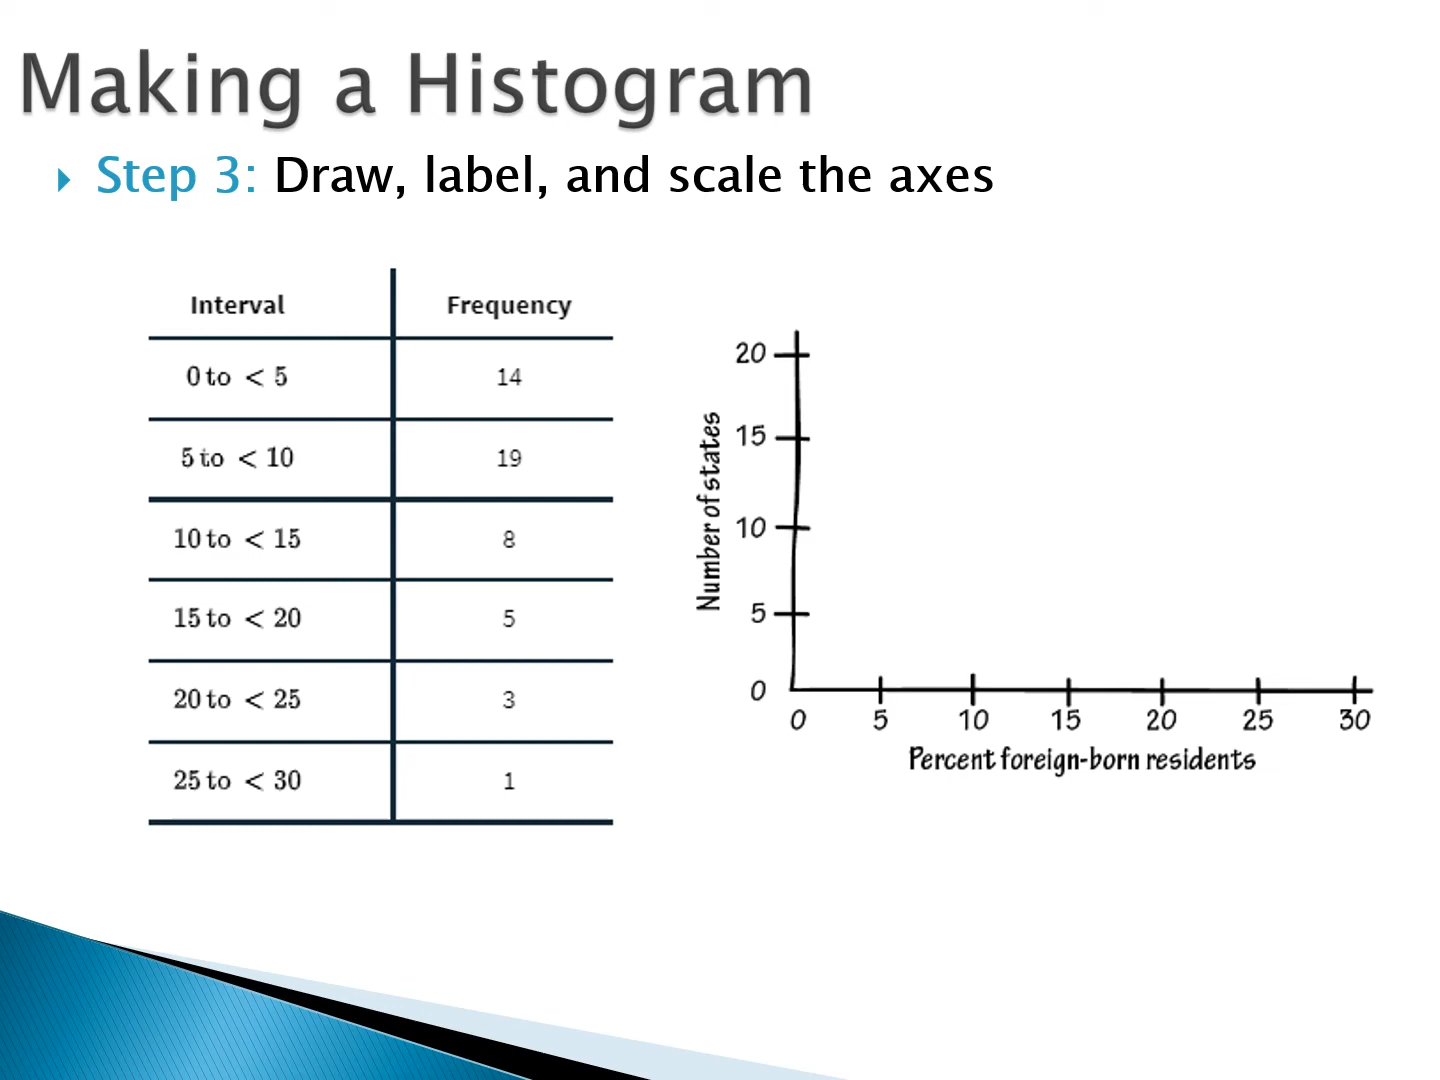 Making a Histogram
Step 3: Draw, label, and scale the axes
Interval Frequency
0 to < 5 14
5 to < 10 19
10 to < 15 8
15 to < 20 5
20 to < 25 3
25 to < 30 1
Number of states
20
15
10
5
0
0 5 10 15 20 25 30
Percent foreign-born residents